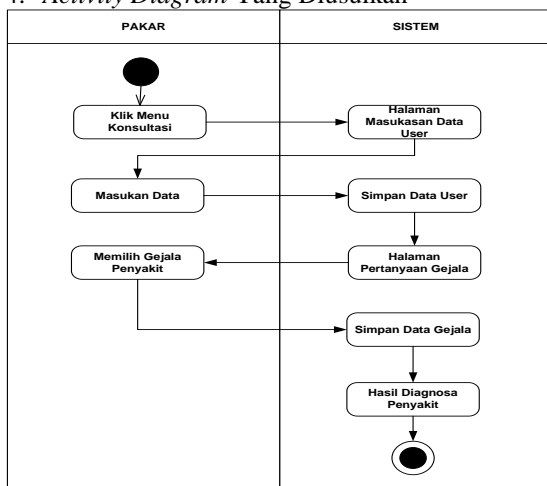 4. Activity Diagram Yang Diusulkan
PAKAR
SISTEM
Klik Menu
Konsultasi
Halaman
Masukasan Data
User
Masukan Data
Simpan Data User
Memilih Gejala
Penyakit
Halaman
Pertanyaan Gejala
Simpan Data Gejala
Hasil Diagnosa
Penyakit